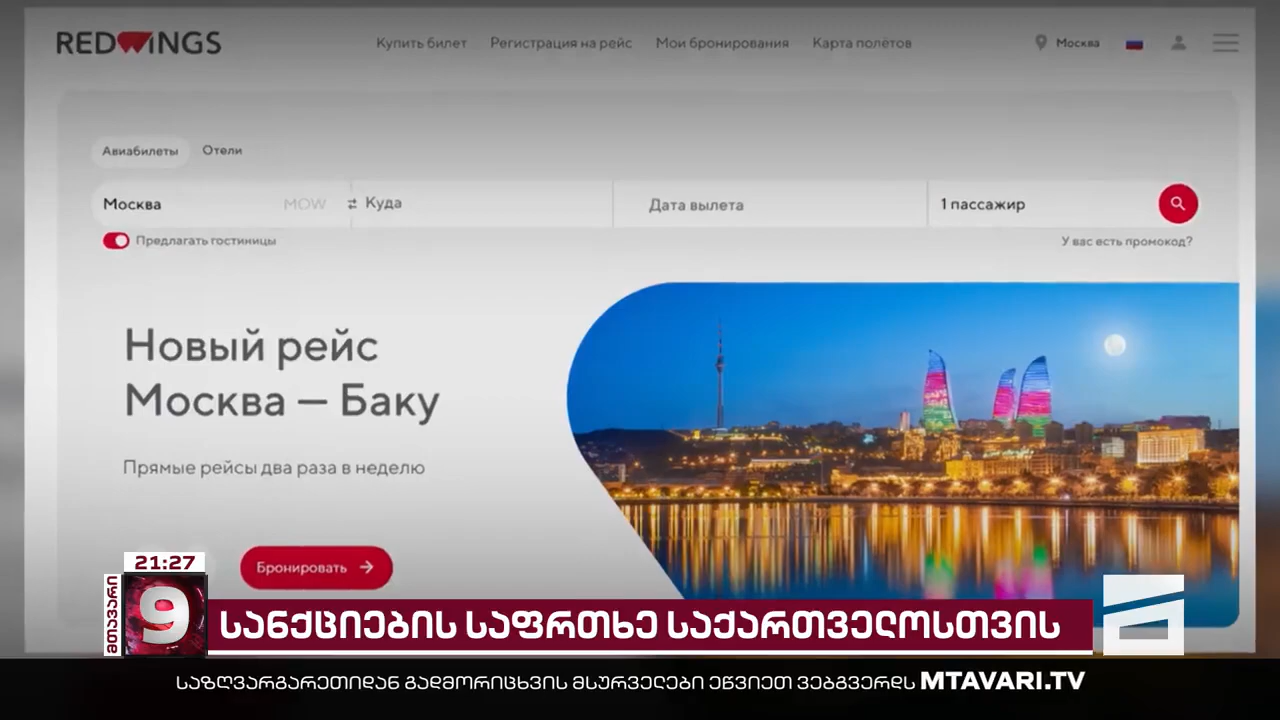 REDWINGS
Купить билет Регистрация на рейс Мои бронирования Карта полётов Москва
Авиабилеты Отели
Москва MOW Куда Дата вылета 1 пассажир
Предлагать гостиницы У вас есть промокод?
Новый рейс
Москва — Баку
Прямые рейсы два раза в неделю
Бронировать
21:27
მთავარი
9
სანქციების საფრთხე საქართველოსთვის
საზღვარგარეთიდან გადმორიცხვის მსურველები ეწვიეთ ვებგვერდს MTAVARI.TV